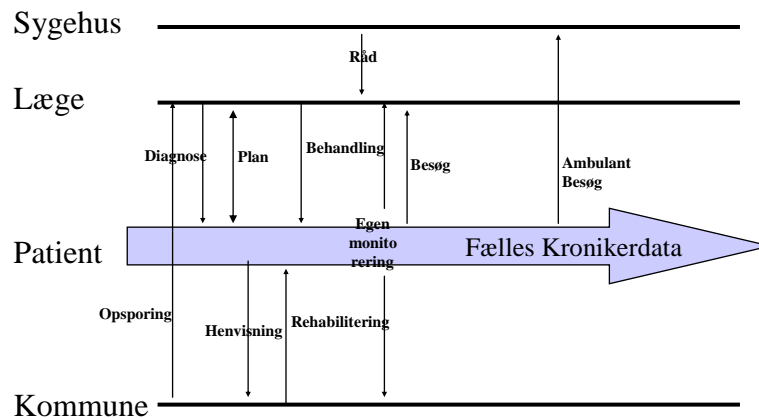 Sygehus
Råd
Læge
Diagnose
Plan
Behandling
Besøg
Ambulant
Besøg
Egen
monito
rering
Patient
Fælles Kronikerdata
Opsporing
Henvisning
Rehabilitering
Kommune